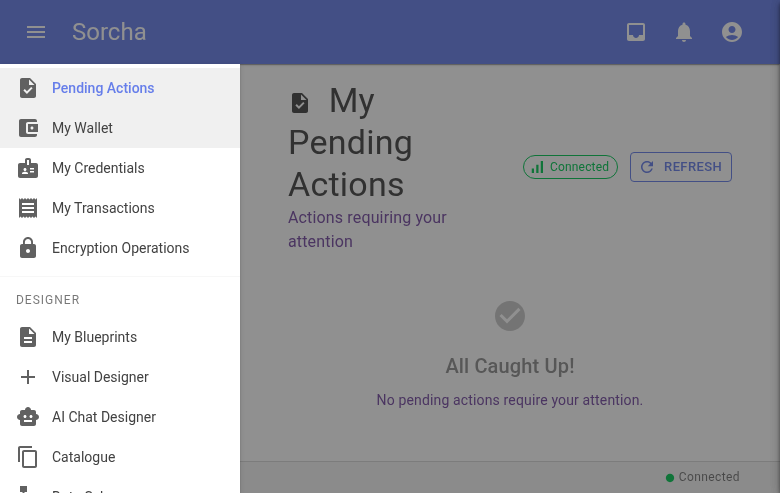 Sorcha
Pending Actions
My Wallet
My Credentials
My Transactions
Encryption Operations
DESIGNER
My Blueprints
Visual Designer
AI Chat Designer
Catalogue
My
Pending
Actions
Actions requiring your
attention
Connected
REFRESH
All Caught Up!
No pending actions require your attention.
Connected